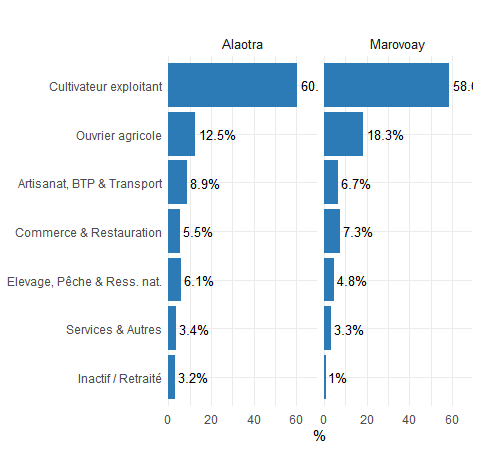 Alaotra Marovoay
Cultivateur exploitant 60. 58.
Ouvrier agricole 12.5% 18.3%
Artisanat, BTP & Transport 8.9% 6.7%
Commerce & Restauration 5.5% 7.3%
Elevage, Pêche & Ress. nat. 6.1% 4.8%
Services & Autres 3.4% 3.3%
Inactif / Retraité 3.2% 1%
0 20 40 60 0 20 40 60
%